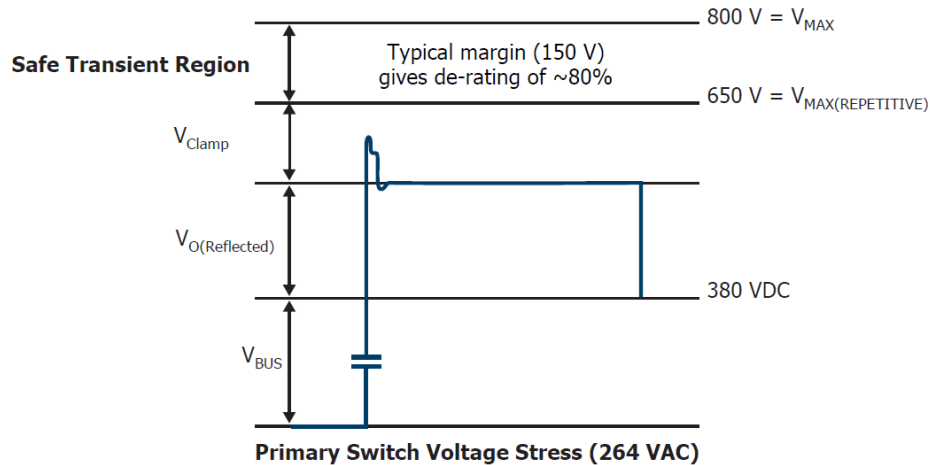 800 V = VMAX
Safe Transient Region
Typical margin (150 V)
gives de-rating of ~80%
650 V = VMAX(REPETITIVE)
VClamp
VO(Reflected)
380 VDC
VBUS
Primary Switch Voltage Stress (264 VAC)